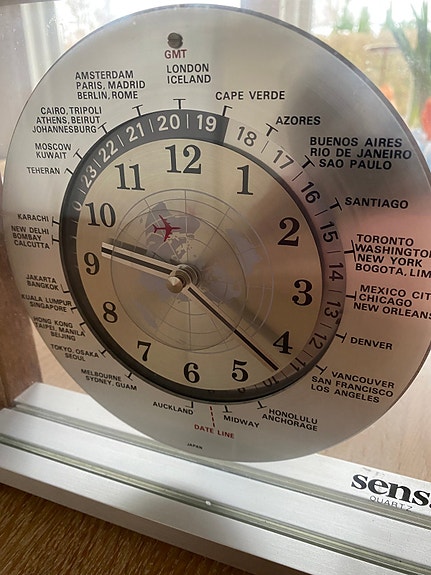 GMT
LONDON
ICELAND
AMSTERDAM
PARIS, MADRID
BERLIN, ROME
CAPE VERDE
CAIRO, TRIPOLI
ATHENS, BEIRUT
JOHANNESBURG
AZORES
MOSCOW
KUWAIT
BUENOS AIRES
RIO DE JANEIRO
SAO PAULO
TEHERAN
SANTIAGO
KARACHI
NEW DELHI
BOMBAY
CALCUTTA
TORONTO
WASHINGTON
NEW YORK
BOGOTA, LIM
JAKARTA
BANGKOK
MEXICO CIT
CHICAGO
NEW ORLEANS
KUALA LUMPUR
SINGAPORE
HONG KONG
TAIPEI, MANILA
BEIJING
DENVER
TOKYO, OSAKA
SEOUL
VANCOUVER
SAN FRANCISCO
LOS ANGELES
MELBOURNE
SYDNEY, GUAM
AUCKLAND
DATE LINE
MIDWAY
HONOLULU
ANCHORAGE
JAPAN
0 23 22 21 20 19 18 17 16 15 14 13 12 11 10
12 1 2 3 4 5 6 7 8 9 10 11
sens
QUARTZ